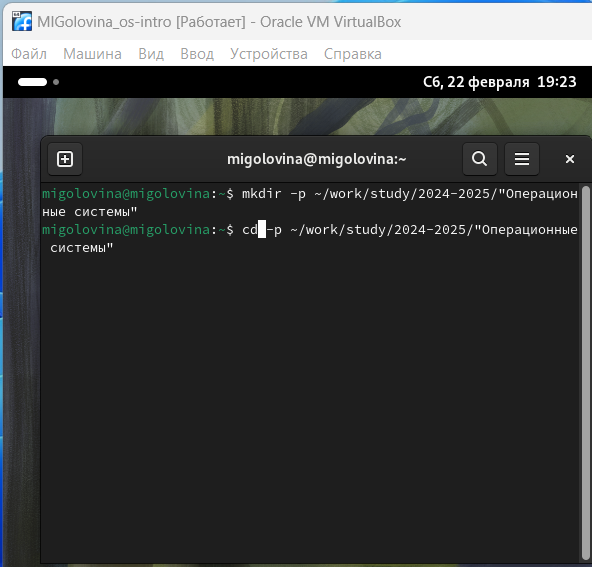 MIGolovina_os-intro [Работает] - Oracle VM VirtualBox
Файл Машина Вид Ввод Устройства Справка
Сб, 22 февраля 19:23
migolovina@migolovina:~
migolovina@migolovina:~$ mkdir -p ~/work/study/2024-2025/"Операцион
ные системы"
migolovina@migolovina:~$ cd -p ~/work/study/2024-2025/"Операционные
системы"